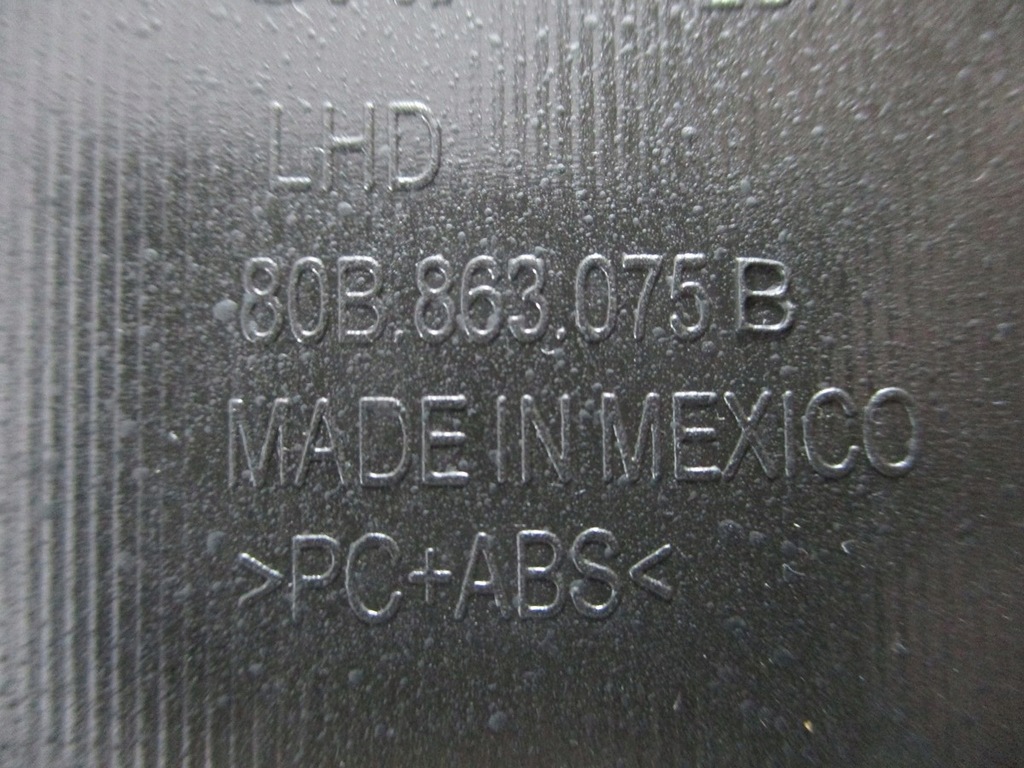 LHD
80B.863.075 B
MADE IN MEXICO
>PC+ABS<